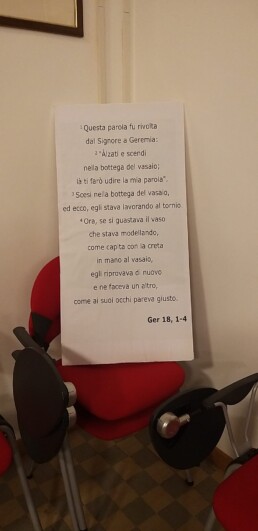 ¹ Questa parola fu rivolta
dal Signore a Geremia:
² "Àlzati e scendi
nella bottega del vasaio;
là ti farò udire la mia parola".
³ Scesi nella bottega del vasaio,
ed ecco, egli stava lavorando al tornio.
⁴ Ora, se si guastava il vaso
che stava modellando,
come capita con la creta
in mano al vasaio,
egli riprovava di nuovo
e ne faceva un altro,
come ai suoi occhi pareva giusto.
Ger 18, 1-4